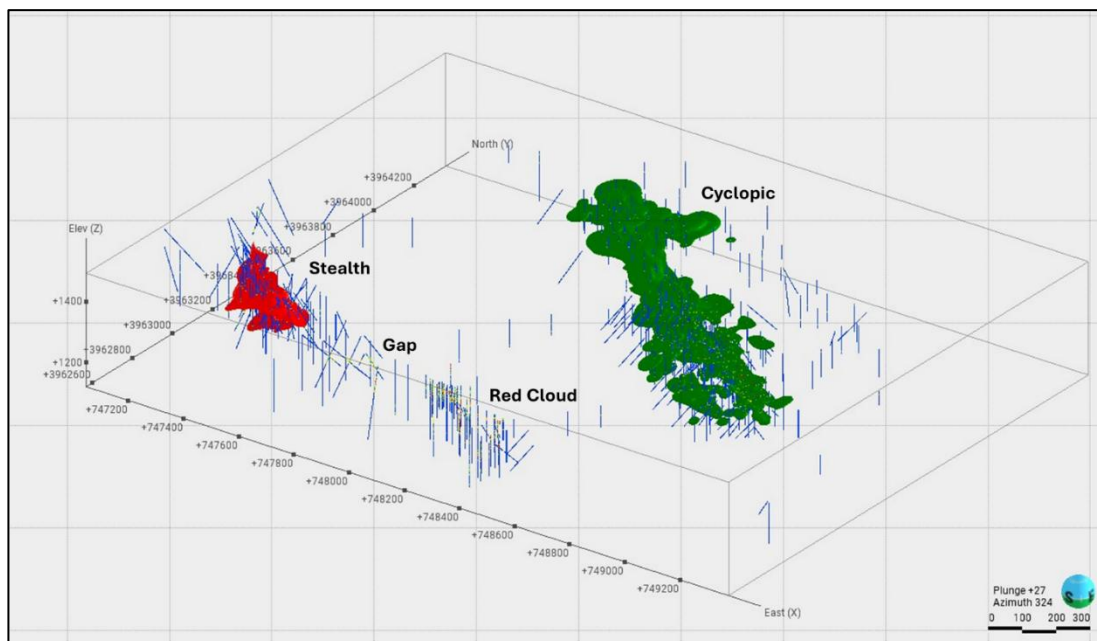 North (Y)
+3964200
+3964000
+3963800
+3963200
+3963000
+3962800
+3962600
Elev (Z)
+1400
+1200
Stealth
Gap
Red Cloud
Cyclopic
+747200
+747400
+747600
+747800
+748000
+748200
+748400
+748600
+748800
+749000
+749200
East (X)
Plunge +27
Azimuth 324
0 100 200 300